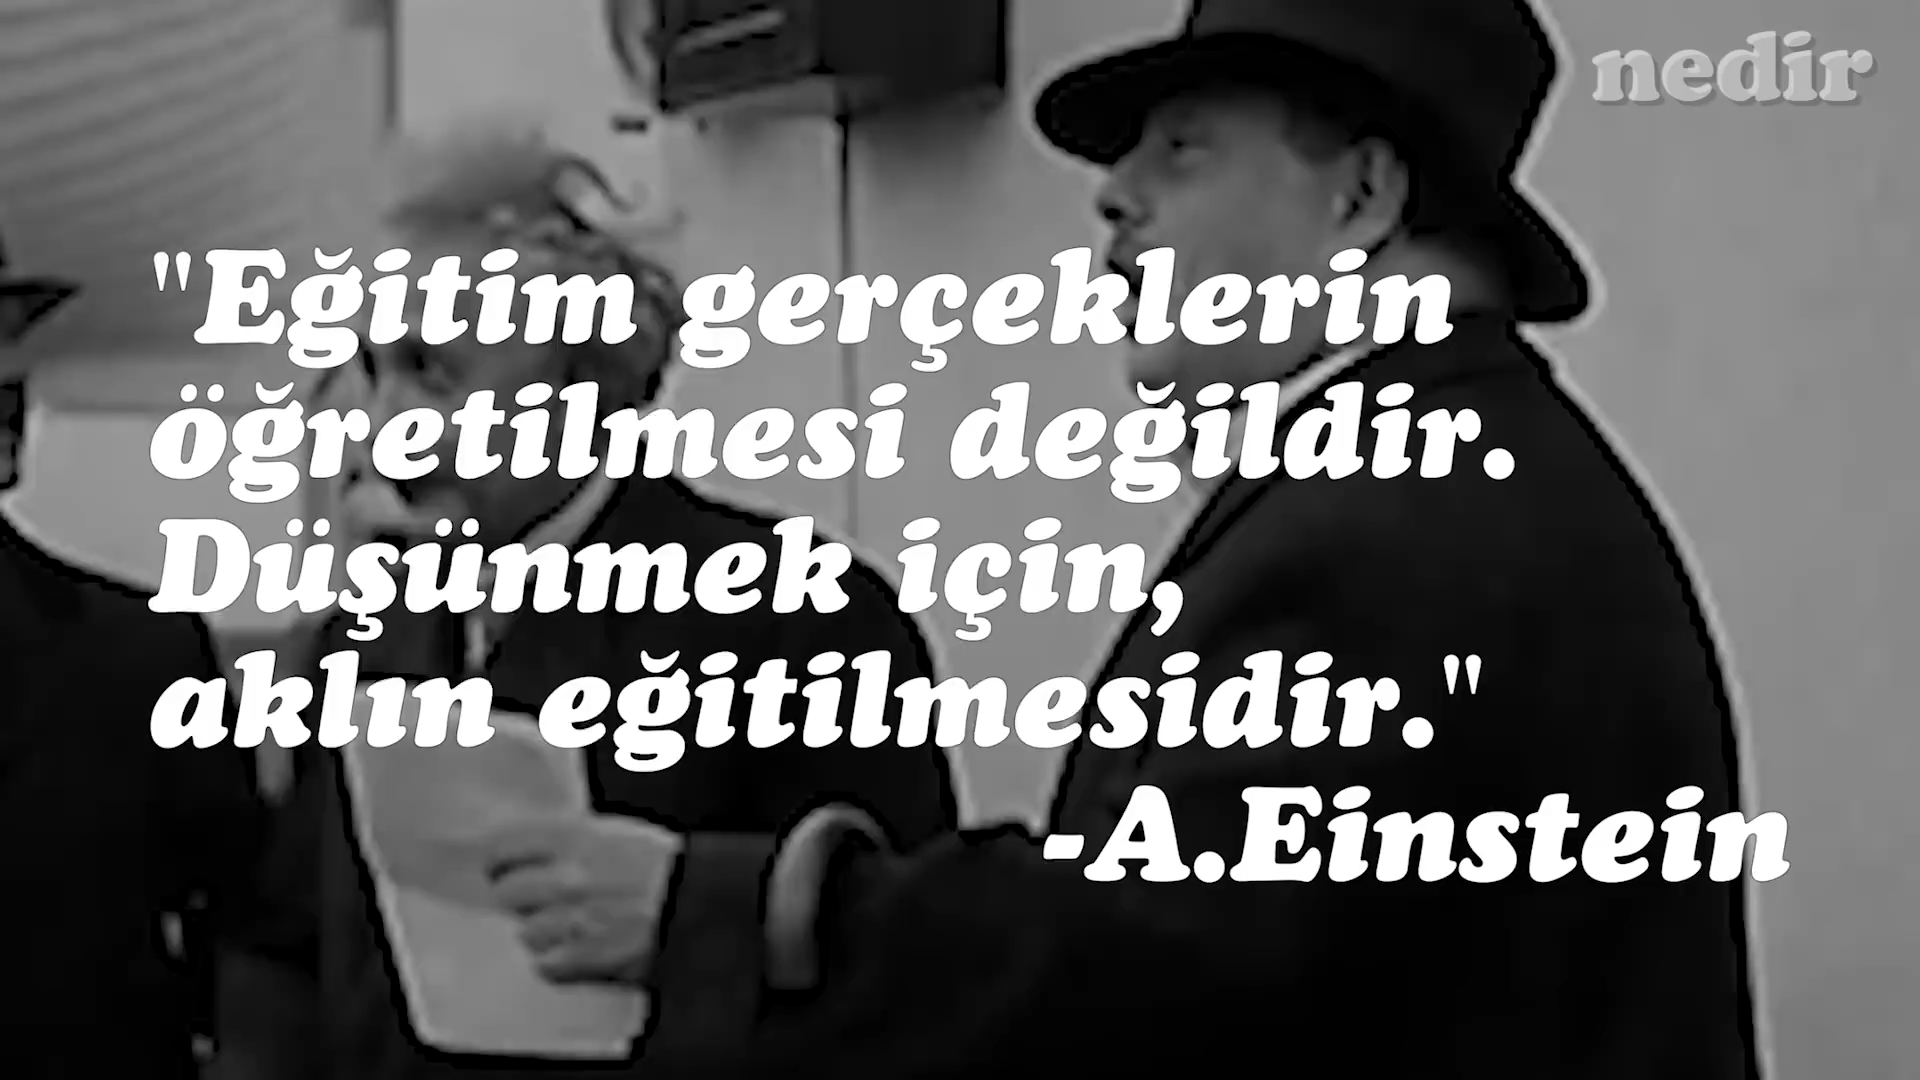 nedir
"Eğitim gerçeklerin
öğretilmesi değildir.
Düşünmek için,
aklın eğitilmesidir."
-A.Einstein